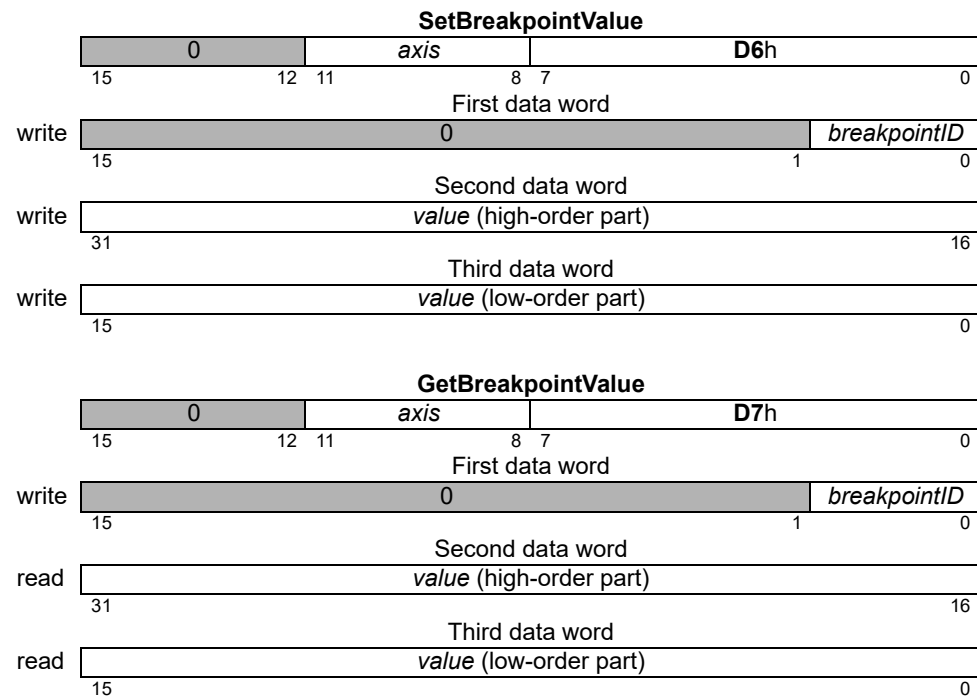 SetBreakpointValue
0 axis D6h
15 12 11 8 7 0
First data word
write 0 breakpointID
15 1 0
Second data word
write value (high-order part)
31 16
Third data word
write value (low-order part)
15 0
GetBreakpointValue
0 axis D7h
15 12 11 8 7 0
First data word
write 0 breakpointID
15 1 0
Second data word
read value (high-order part)
31 16
Third data word
read value (low-order part)
15 0